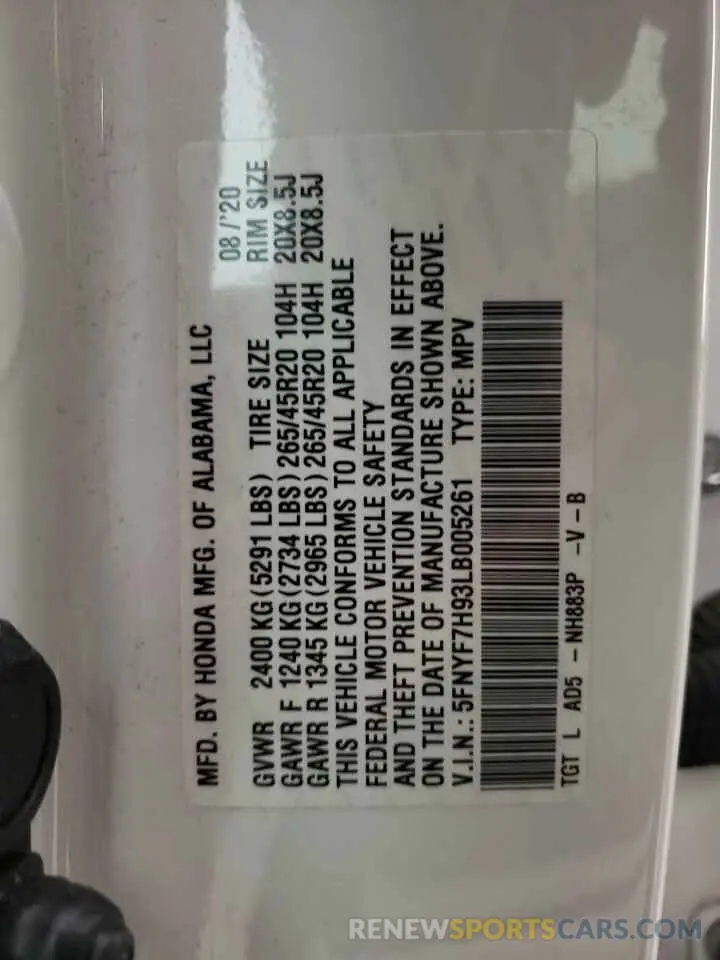 MFD. BY HONDA MFG. OF ALABAMA, LLC
08/'20
GVWR 2400 KG(5291 LBS) TIRE SIZE RIM SIZE
GAWR F 1240 KG(2734 LBS)265/45R20 104H 20X8.5J
GAWR R 1345 KG(2965 LBS)265/45R20 104H 20X8.5J
THIS VEHICLE CONFORMS TO ALL APPLICABLE
FEDERAL MOTOR VEHICLE SAFETY
AND THEFT PREVENTION STANDARDS IN EFFECT
ON THE DATE OF MANUFACTURE SHOWN ABOVE.
V.I.N.: 5FNYF7H93LB005261 TYPE: MPV
TGT L AD5 - NH883P -V-B
RENEWSPORTSCARS.COM